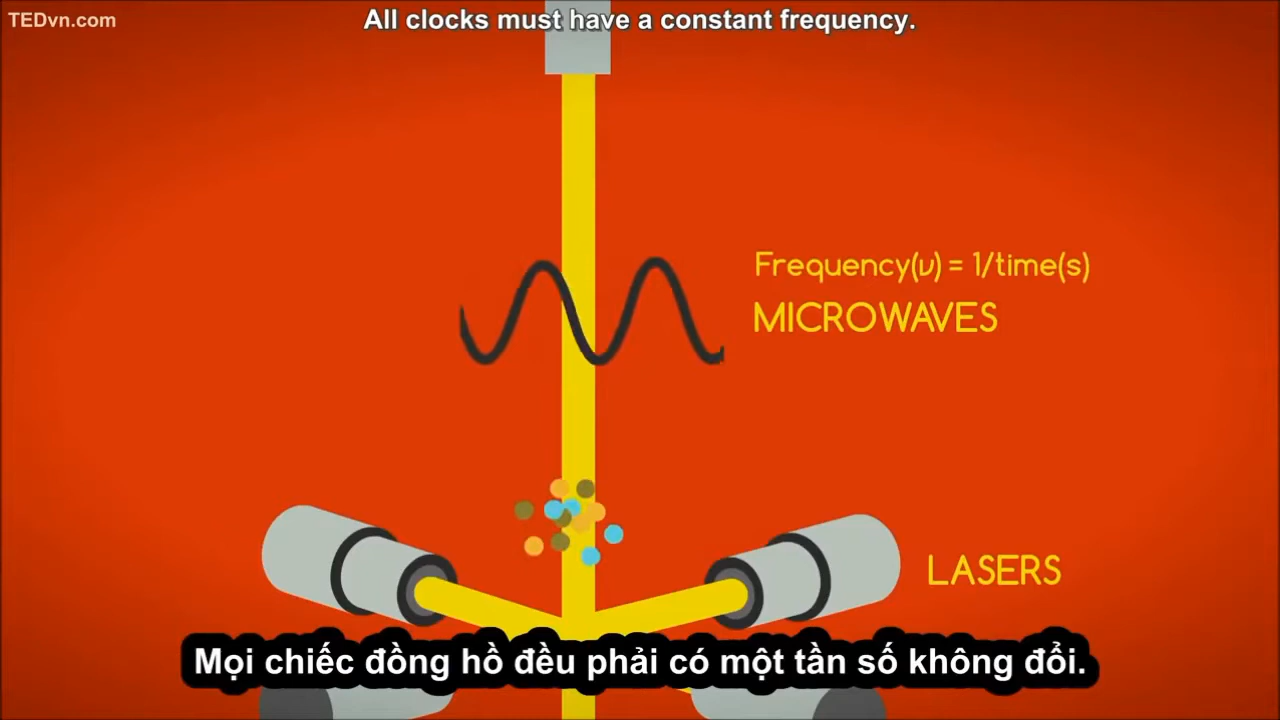 TEDvn.com
All clocks must have a constant frequency.
Frequency(ν) = 1/time(s)
MICROWAVES
LASERS
Mọi chiếc đồng hồ đều phải có một tần số không đổi.